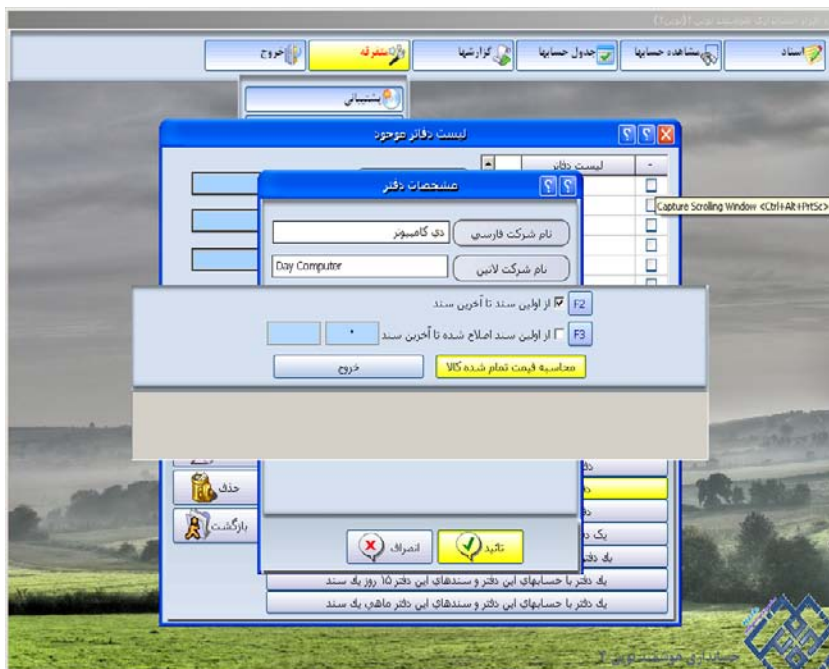 اسناد
مشاهده حسابها
جدول حسابها
گزارشها
متفرقه
خروج
پشتیبانی
لیست دفاتر موجود
لیست دفاتر
-
مشخصات دفتر
Capture Scrolling Window <Ctrl+Alt+PrtSc>
نام شرکت فارسی
دی کامپیوتر
نام شرکت لاتین
Day Computer
F2 از اولین سند تا آخرین سند
F3 از اولین سند اصلاح شده تا آخرین سند
محاسبه قیمت تمام شده کالا
خروج
حذف
بازگشت
تائید
انصراف
یک دفتر با حسابهای این دفتر و سندهای این دفتر ۱۵ روز یک سند
یک دفتر با حسابهای این دفتر و سندهای این دفتر ماهی یک سند